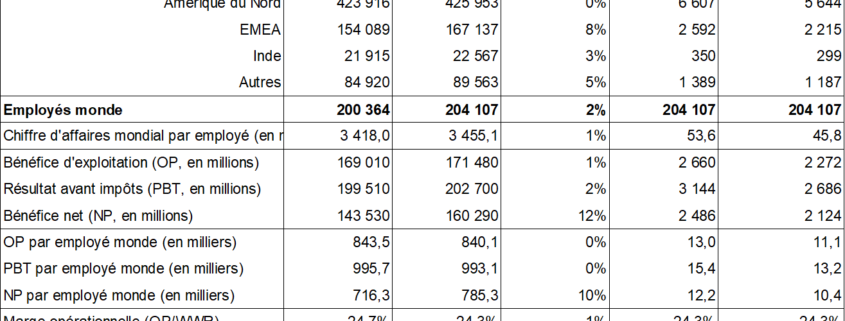 Amérique du Nord 423 916 425 953 0% 6 607 5 644
EMEA 154 089 167 137 8% 2 592 2 215
Inde 21 915 22 567 3% 350 299
Autres 84 920 89 563 5% 1 389 1 187
Employés monde 200 364 204 107 2% 204 107 204 107
Chiffre d'affaires mondial par employé (en r 3 418,0 3 455,1 1% 53,6 45,8
Bénéfice d'exploitation (OP, en millions) 169 010 171 480 1% 2 660 2 272
Résultat avant impôts (PBT, en millions) 199 510 202 700 2% 3 144 2 686
Bénéfice net (NP, en millions) 143 530 160 290 12% 2 486 2 124
OP par employé monde (en milliers) 843,5 840,1 0% 13,0 11,1
PBT par employé monde (en milliers) 995,7 993,1 0% 15,4 13,2
NP par employé monde (en milliers) 716,3 785,3 10% 12,2 10,4
Marge opérationnelle (OP/WWR) 24,7% 24,3% 1% 24,3% 24,3%